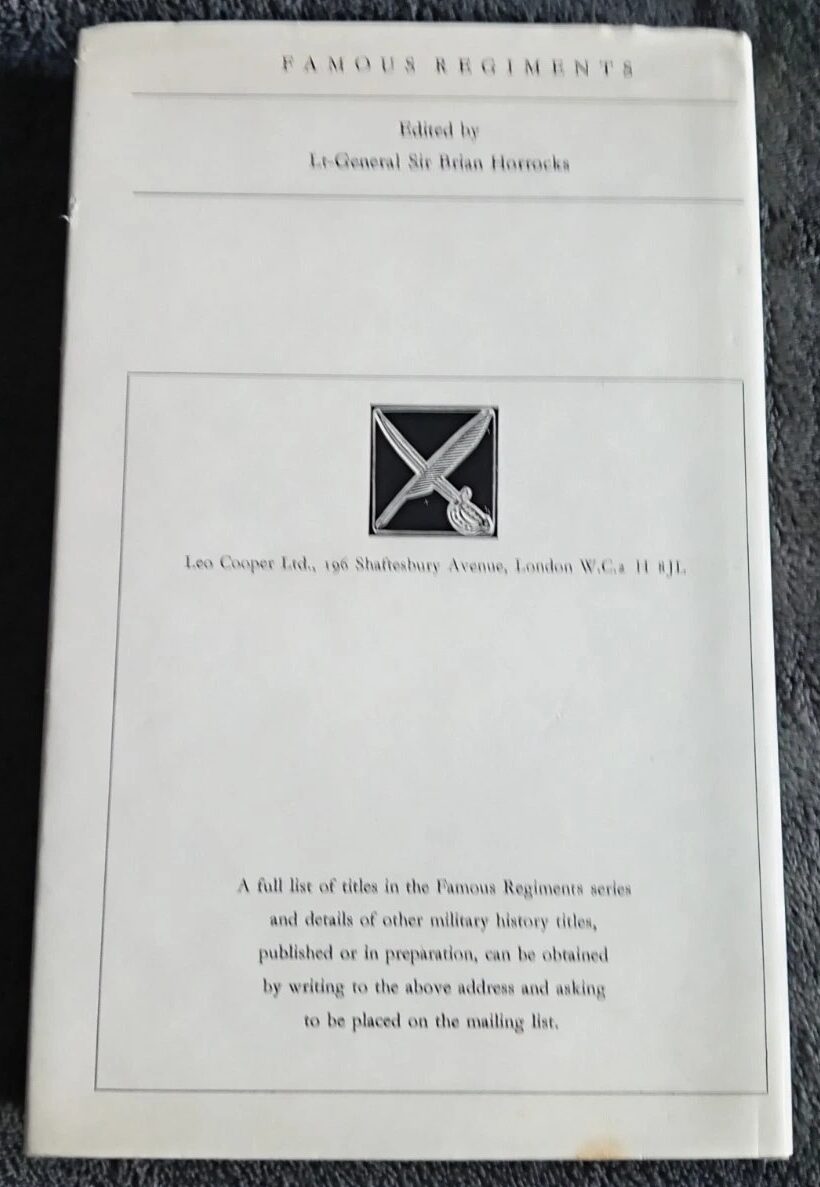 FAMOUS REGIMENTS
Edited by
Lt-General Sir Brian Horrocks
Leo Cooper Ltd., 196 Shaftesbury Avenue, London W.C.2 H 8JL
A full list of titles in the Famous Regiments series
and details of other military history titles,
published or in preparation, can be obtained
by writing to the above address and asking
to be placed on the mailing list.